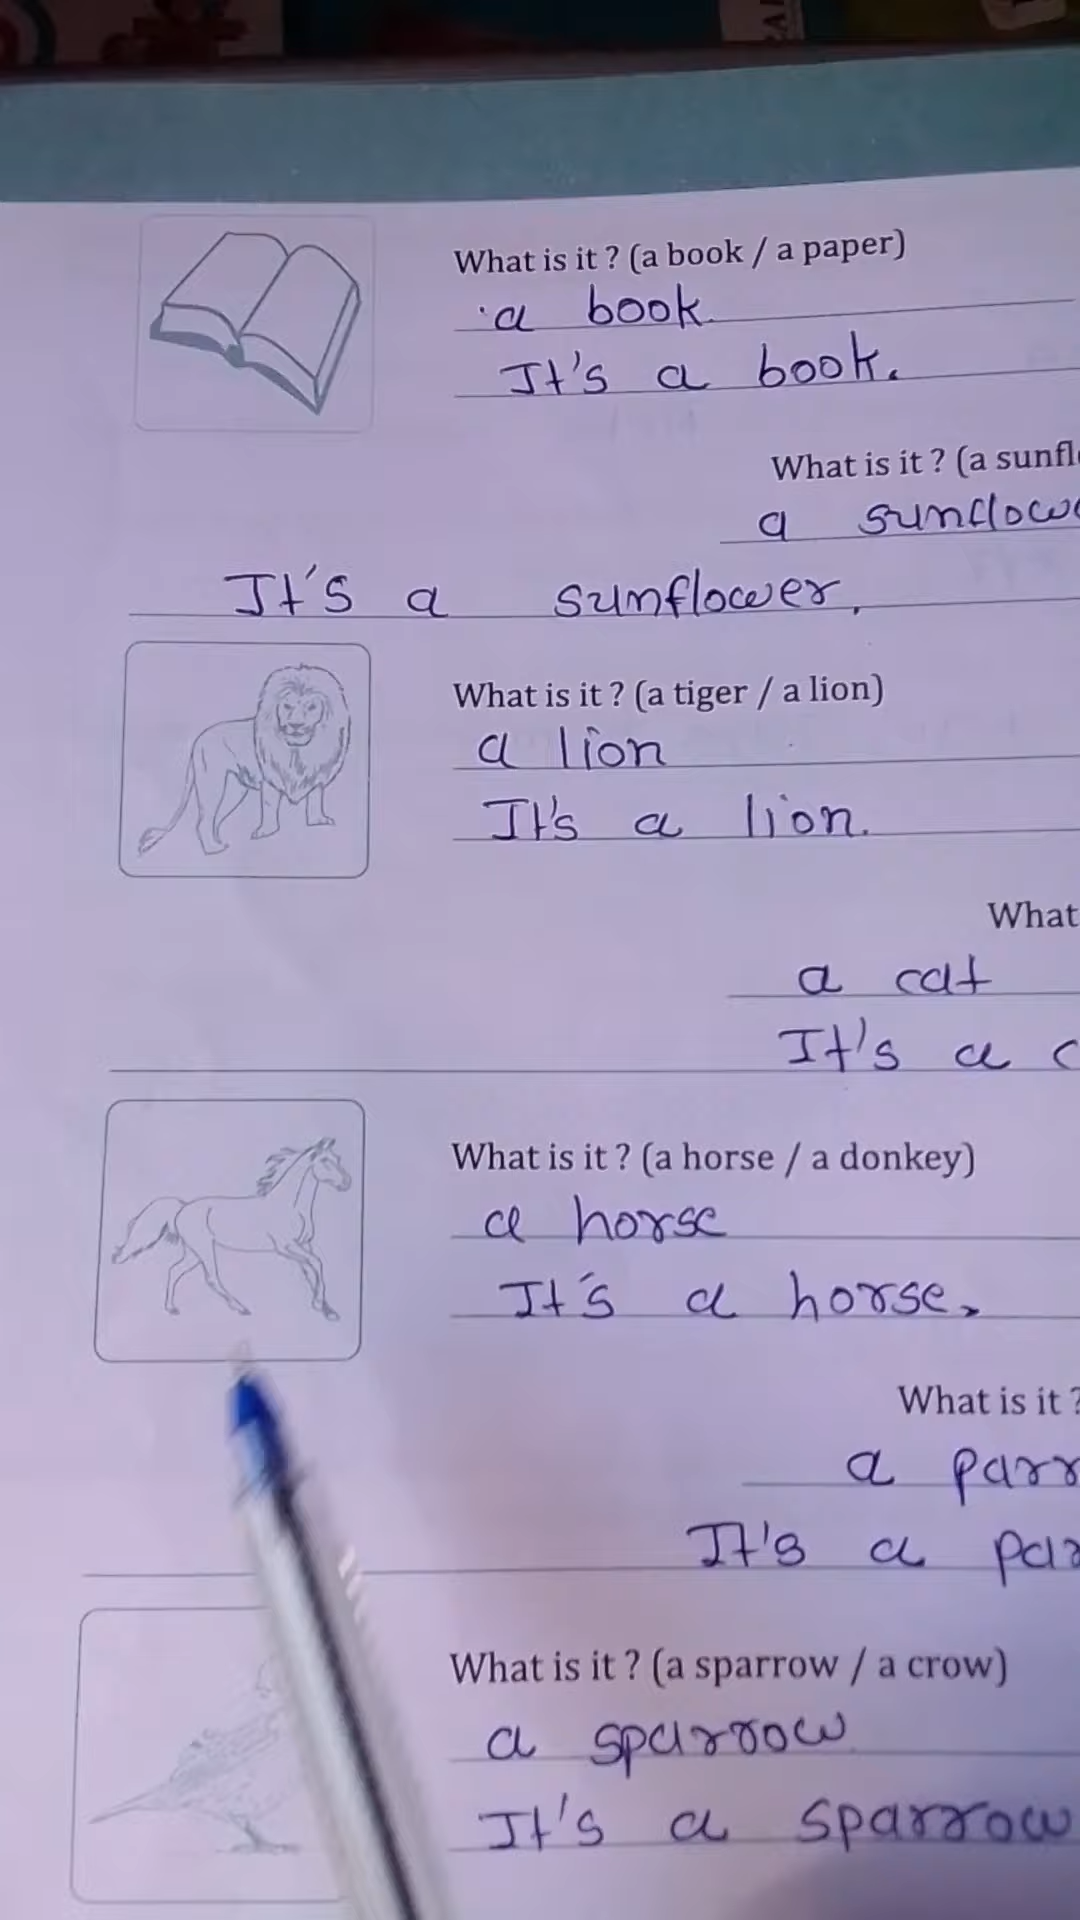 What is it ? (a book / a paper)
a book.
It's a book.
What is it ? (a sunfl
a sunflow
It's a sunflower.
What is it ? (a tiger / a lion)
a lion
It's a lion.
What
a cat
It's a c
What is it ? (a horse / a donkey)
a horse
It's a horse.
What is it ?
a parr
It's a par
What is it ? (a sparrow / a crow)
a sparrow
It's a sparrow